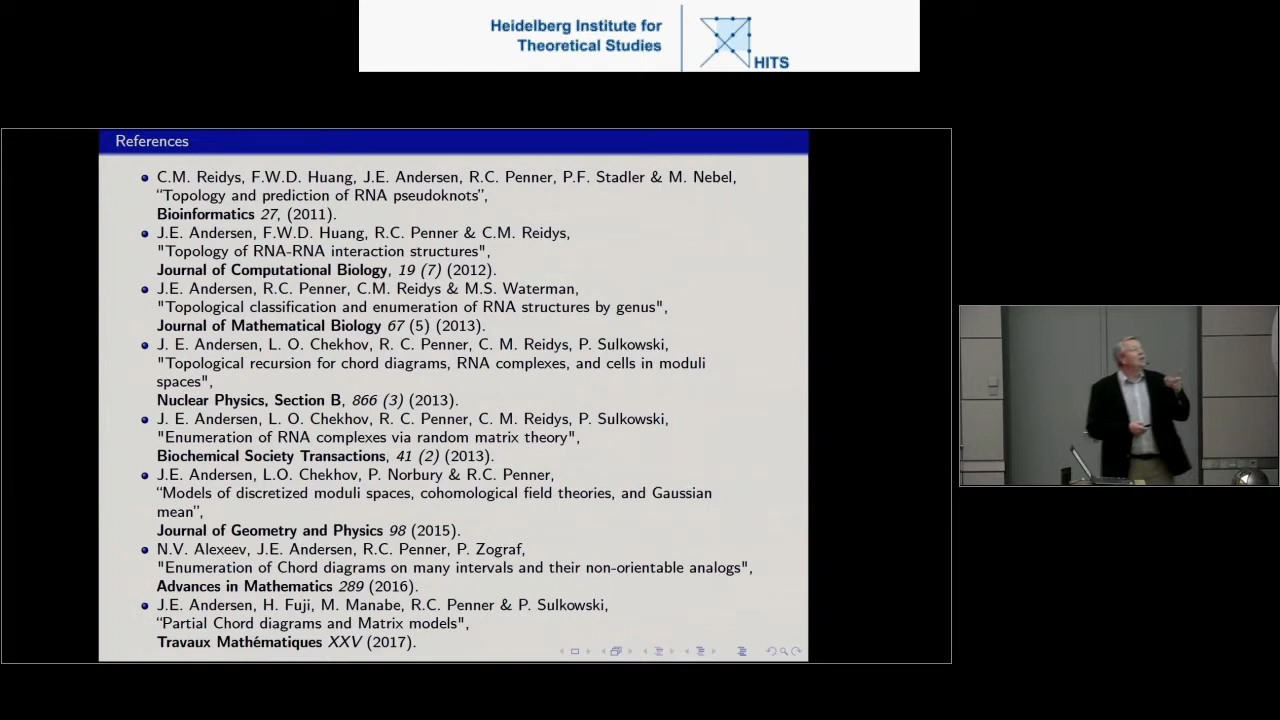 Heidelberg Institute for
Theoretical Studies
HITS
References
C.M. Reidys, F.W.D. Huang, J.E. Andersen, R.C. Penner, P.F. Stadler & M. Nebel,
“Topology and prediction of RNA pseudoknots”,
Bioinformatics 27, (2011).
J.E. Andersen, F.W.D. Huang, R.C. Penner & C.M. Reidys,
"Topology of RNA-RNA interaction structures",
Journal of Computational Biology, 19 (7) (2012).
J.E. Andersen, R.C. Penner, C.M. Reidys & M.S. Waterman,
"Topological classification and enumeration of RNA structures by genus",
Journal of Mathematical Biology 67 (5) (2013).
J. E. Andersen, L. O. Chekhov, R. C. Penner, C. M. Reidys, P. Sulkowski,
"Topological recursion for chord diagrams, RNA complexes, and cells in moduli
spaces",
Nuclear Physics, Section B, 866 (3) (2013).
J. E. Andersen, L. O. Chekhov, R. C. Penner, C. M. Reidys, P. Sulkowski,
"Enumeration of RNA complexes via random matrix theory",
Biochemical Society Transactions, 41 (2) (2013).
J.E. Andersen, L.O. Chekhov, P. Norbury & R.C. Penner,
“Models of discretized moduli spaces, cohomological field theories, and Gaussian
mean”,
Journal of Geometry and Physics 98 (2015).
N.V. Alexeev, J.E. Andersen, R.C. Penner, P. Zograf,
"Enumeration of Chord diagrams on many intervals and their non-orientable analogs",
Advances in Mathematics 289 (2016).
J.E. Andersen, H. Fuji, M. Manabe, R.C. Penner & P. Sulkowski,
“Partial Chord diagrams and Matrix models",
Travaux Mathématiques XXV (2017).